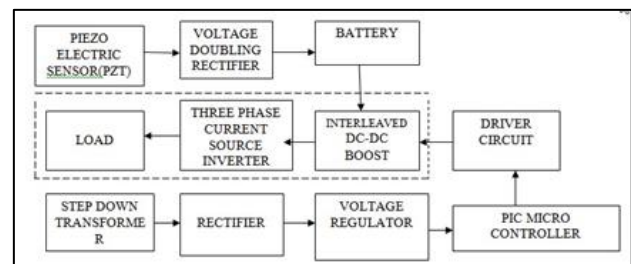 PIEZO
ELECTRIC
SENSOR(PZT)
VOLTAGE
DOUBLING
RECTIFIER
BATTERY
LOAD
THREE PHASE
CURRENT
SOURCE
INVERTER
INTERLEAVED
DC-DC
BOOST
DRIVER
CIRCUIT
STEP DOWN
TRANSFORME
R
RECTIFIER
VOLTAGE
REGULATOR
PIC MICRO
CONTROLLER